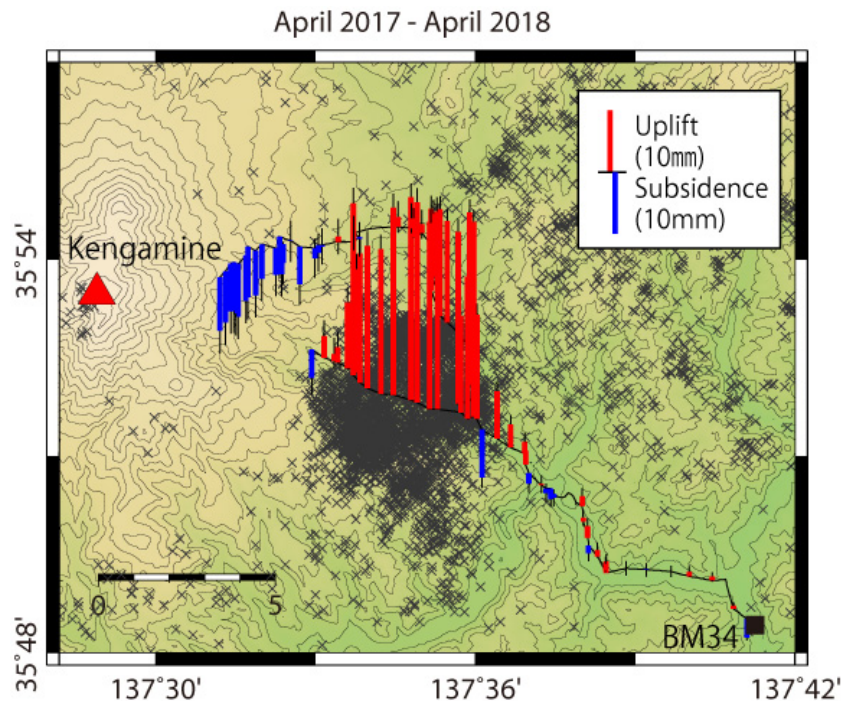 April 2017 - April 2018
Uplift
(10㎜)
Subsidence
(10mm)
Kengamine
35°54'
35°48'
0 5
BM34
137°30' 137°36' 137°42'